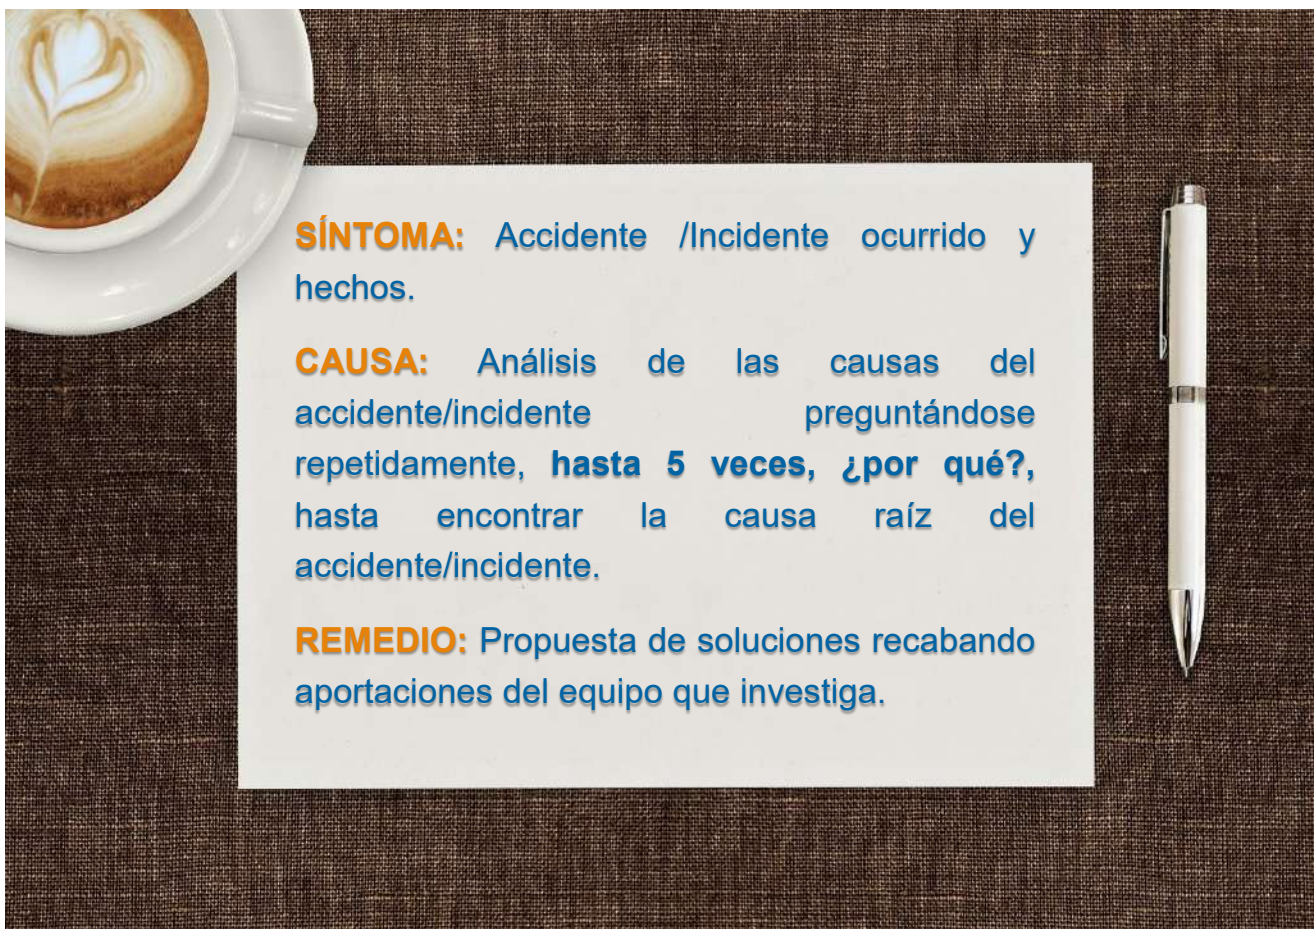 SÍNTOMA: Accidente /Incidente ocurrido y
hechos.
CAUSA: Análisis de las causas del
accidente/incidente preguntándose
repetidamente, hasta 5 veces, ¿por qué?,
hasta encontrar la causa raíz del
accidente/incidente.
REMEDIO: Propuesta de soluciones recabando
aportaciones del equipo que investiga.